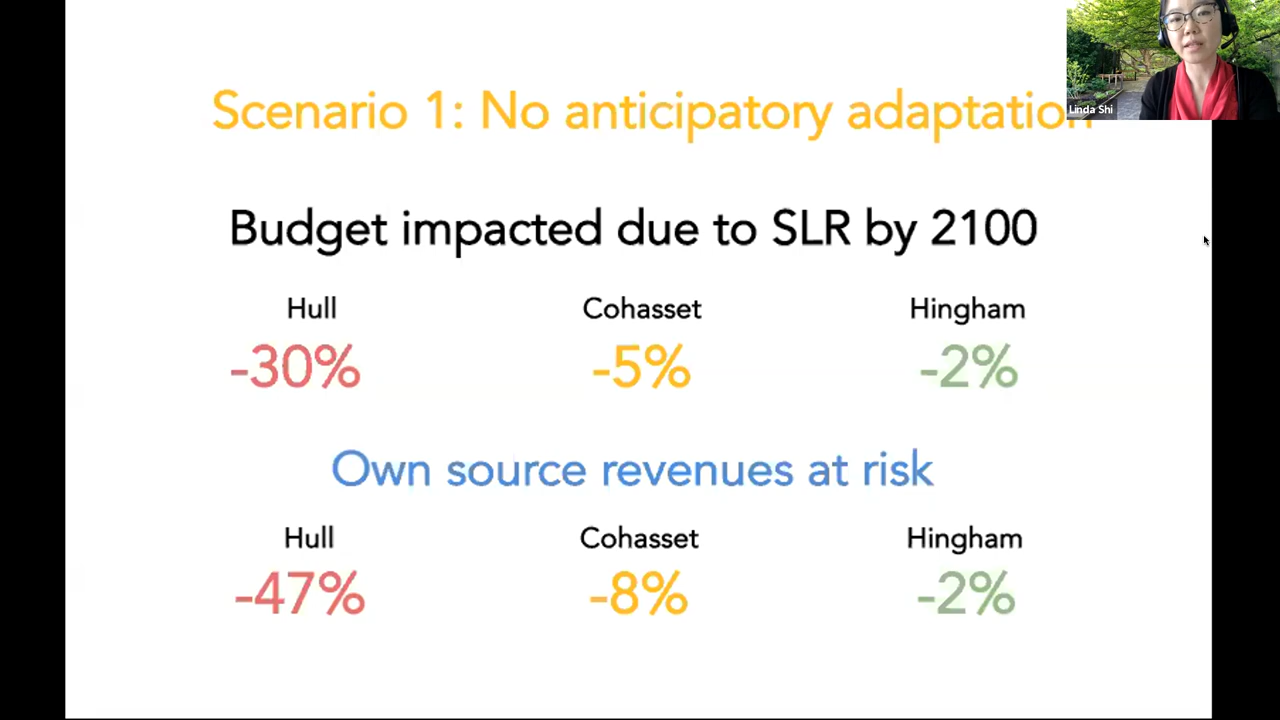 Scenario 1: No anticipatory adaptation
Linda Shi
Budget impacted due to SLR by 2100
Hull Cohasset Hingham
-30% -5% -2%
Own source revenues at risk
Hull Cohasset Hingham
-47% -8% -2%